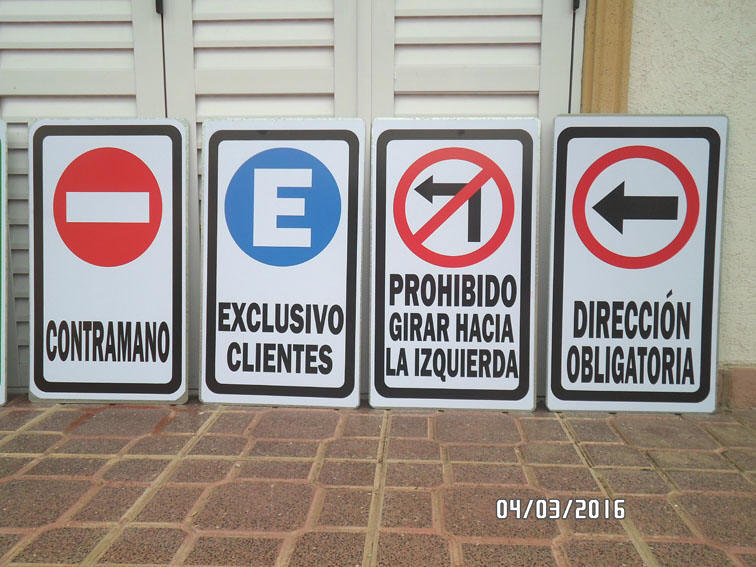 CONTRAMANO
E
EXCLUSIVO
CLIENTES
PROHIBIDO
GIRAR HACIA
LA IZQUIERDA
DIRECCIÓN
OBLIGATORIA
04/03/2016